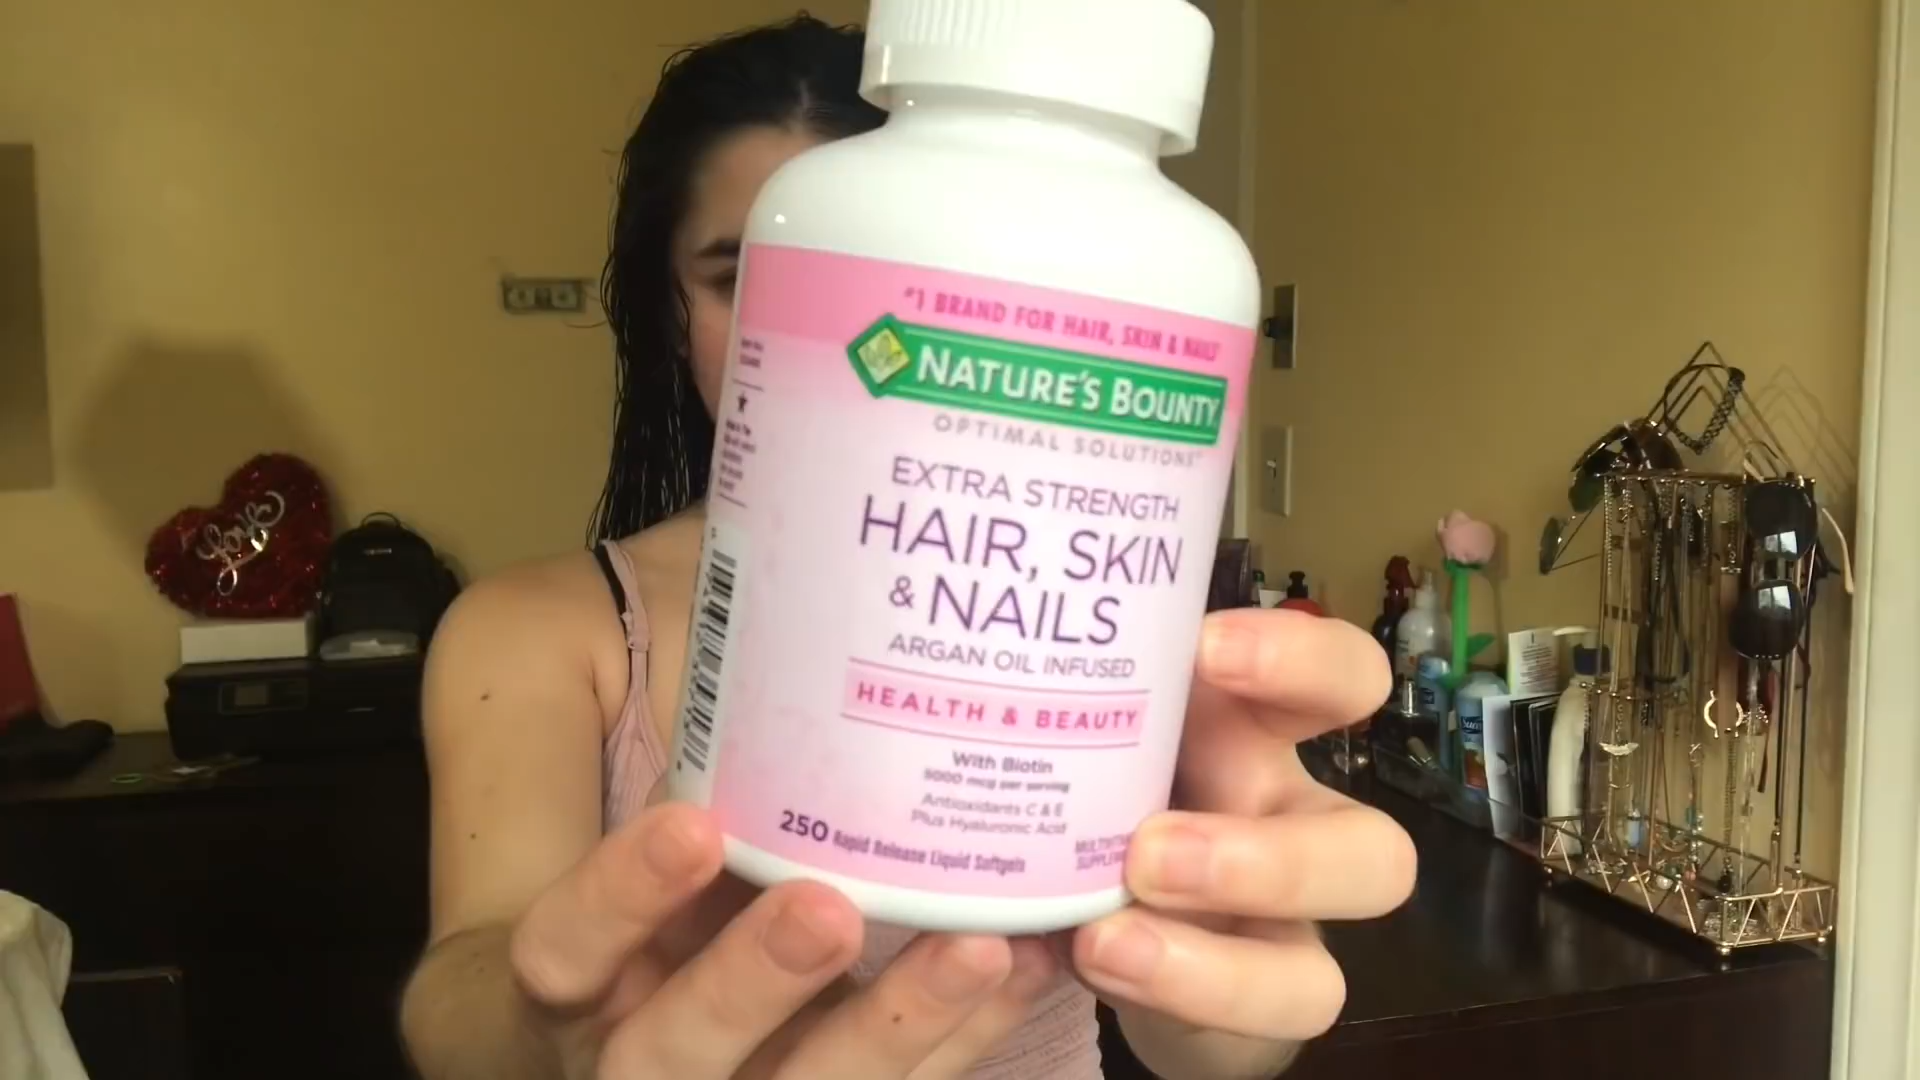 #1 BRAND FOR HAIR, SKIN & NAILS
NATURE'S BOUNTY
OPTIMAL SOLUTIONS
EXTRA STRENGTH
HAIR, SKIN
& NAILS
ARGAN OIL INFUSED
HEALTH & BEAUTY
With Biotin
5000 mcg per serving
Antioxidants C & E
Plus Hyaluronic Acid
250 Rapid Release Liquid Softgels
Love